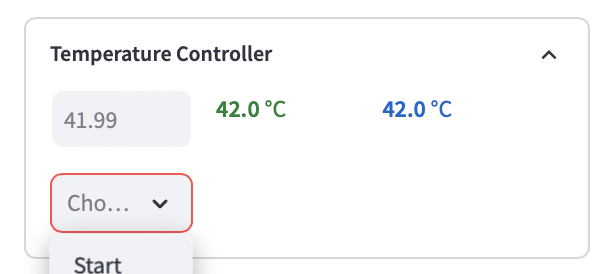 Temperature Controller
41.99 42.0 °C 42.0 °C
Cho...
Start